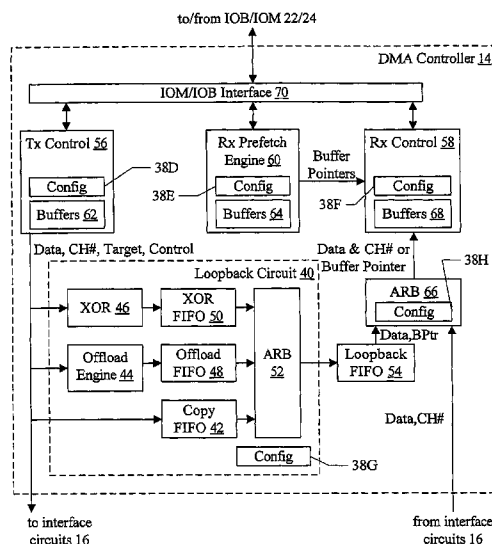 to/from IOB/IOM 22/24
DMA Controller 14
IOM/IOB Interface 70
Tx Control 56
Config
Buffers 62
38D
Rx Prefetch
Engine 60
Config
Buffers 64
38E
Buffer
Pointers
Rx Control 58
Config
Buffers 68
38F
Data, CH#, Target, Control
Data & CH# or
Buffer Pointer
38H
Loopback Circuit 40
XOR 46
XOR
FIFO 50
Offload
Engine 44
Offload
FIFO 48
Copy
FIFO 42
ARB
52
Loopback
FIFO 54
ARB 66
Config
Data,BPtr
Data,CH#
Config
38G
to interface
circuits 16
from interface
circuits 16